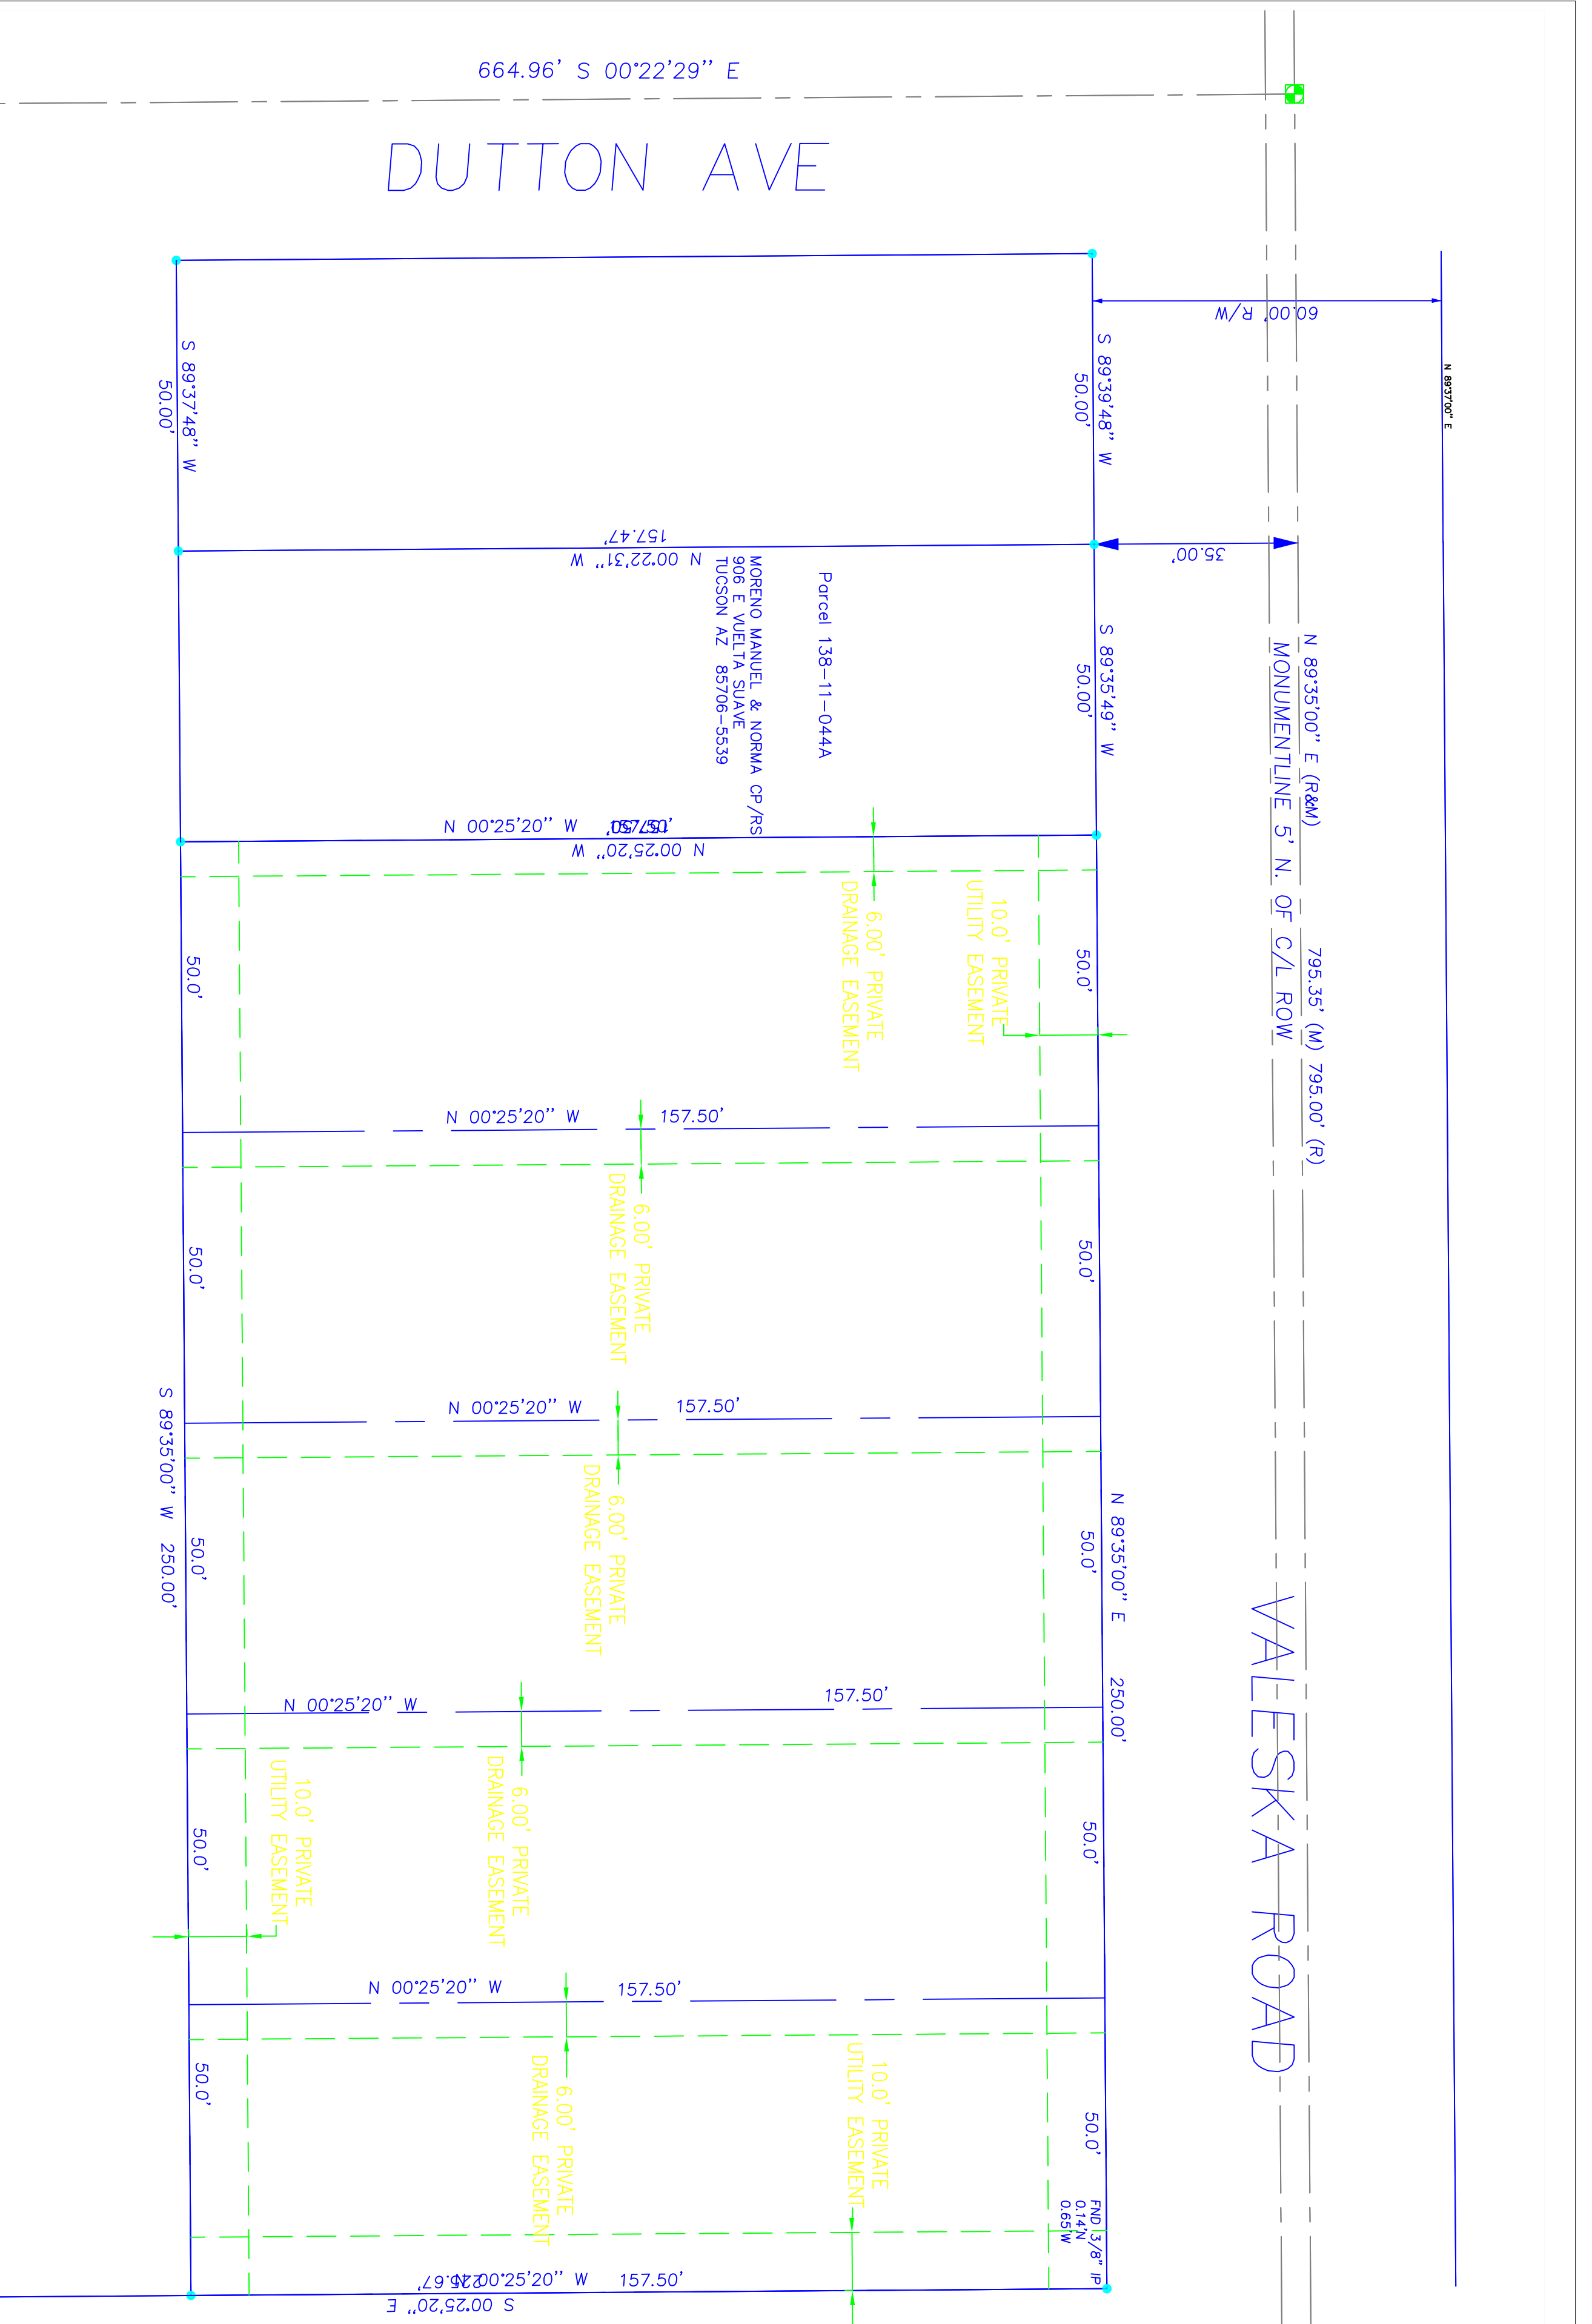 664.96' S 00°22'29" E
DUTTON AVE
60.00' R/W
N 89°37'00" E
S 89°39'48" W
50.00'
S 89°37'48" W
50.00'
157.47'
N 00°22'31" W
35.00'
S 89°35'49" W
50.00'
Parcel 138-11-044A
MORENO MANUEL & NORMA CP/RS
906 E VUELTA SUAVE
TUCSON AZ 85706-5539
N 89°35'00" E (R&M)
795.35' (M) 795.00' (R)
MONUMENTLINE 5' N. OF C/L ROW
VALESKA ROAD
N 00°25'20" W 157.50'
N 00°25'20" W
10.0' PRIVATE
UTILITY EASEMENT
6.00' PRIVATE
DRAINAGE EASEMENT
50.0'
50.0'
N 00°25'20" W 157.50'
6.00' PRIVATE
DRAINAGE EASEMENT
50.0'
50.0'
N 00°25'20" W 157.50'
6.00' PRIVATE
DRAINAGE EASEMENT
N 89°35'00" E 250.00'
50.0'
50.0'
S 89°35'00" W 250.00'
N 00°25'20" W 157.50'
6.00' PRIVATE
DRAINAGE EASEMENT
10.0' PRIVATE
UTILITY EASEMENT
50.0'
50.0'
N 00°25'20" W 157.50'
10.0' PRIVATE
UTILITY EASEMENT
6.00' PRIVATE
DRAINAGE EASEMENT
50.0'
50.0'
FND 3/8" IP
0.14'N
0.65'W
N 00°25'20" W 157.50'
225.67'
S 00°25'20" E